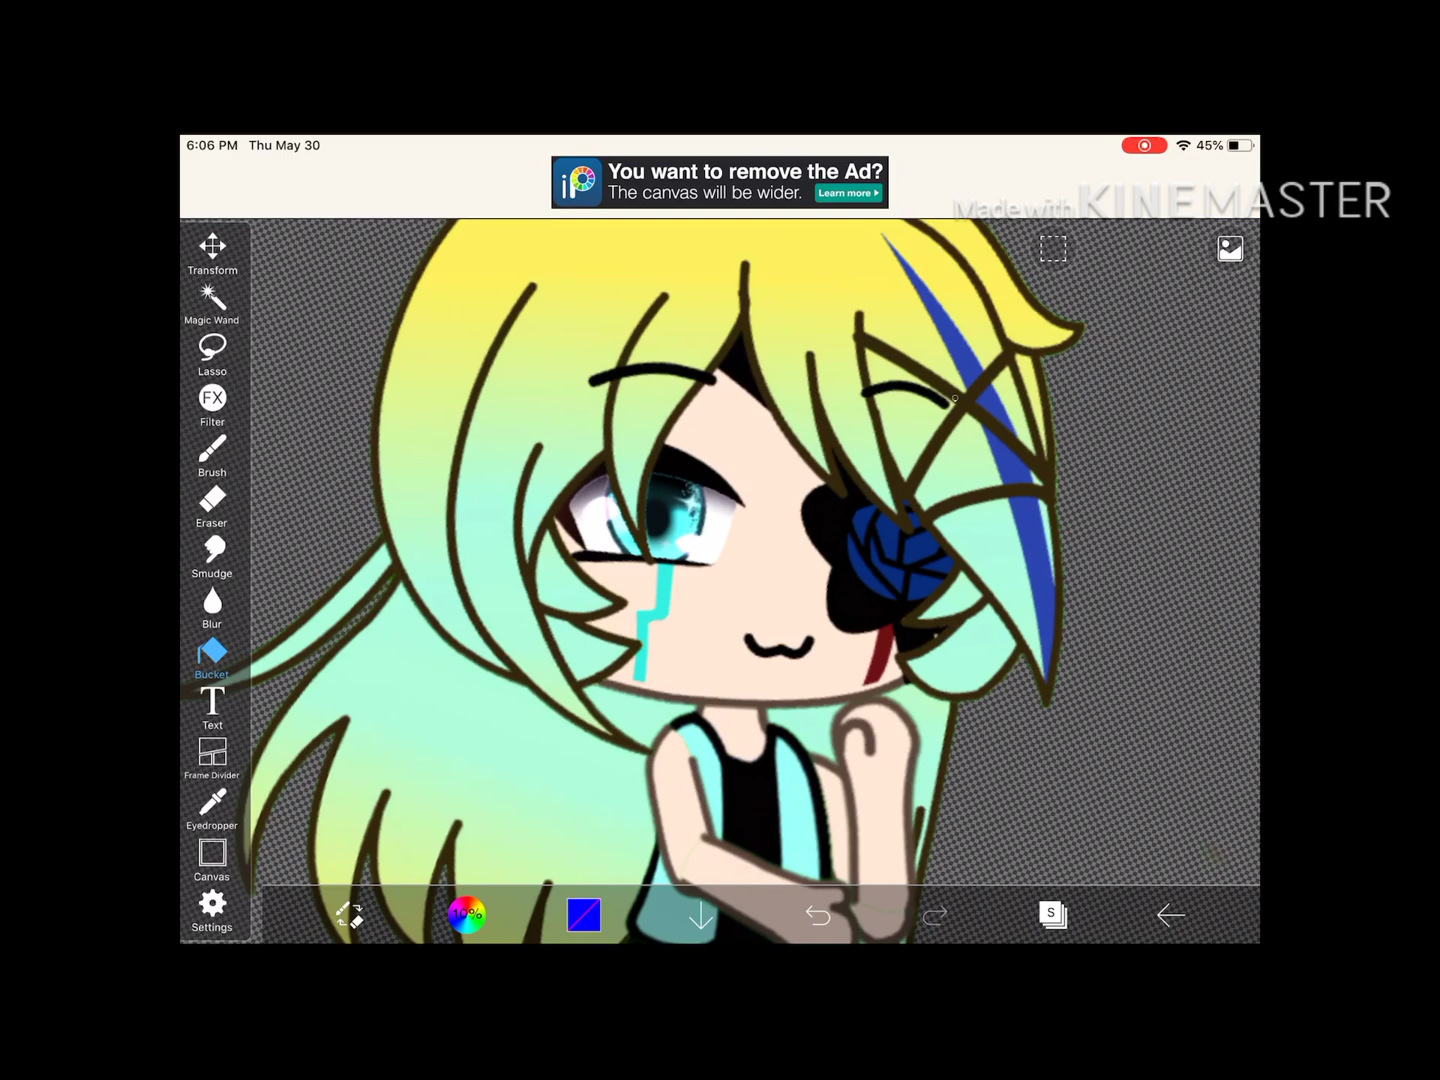 6:06 PM Thu May 30
45%
iP
You want to remove the Ad?
The canvas will be wider. Learn more
Made with KINEMASTER
Transform
Magic Wand
Lasso
FX
Filter
Brush
Eraser
Smudge
Blur
Bucket
T
Text
Frame Divider
Eyedropper
Canvas
Settings
10%
S